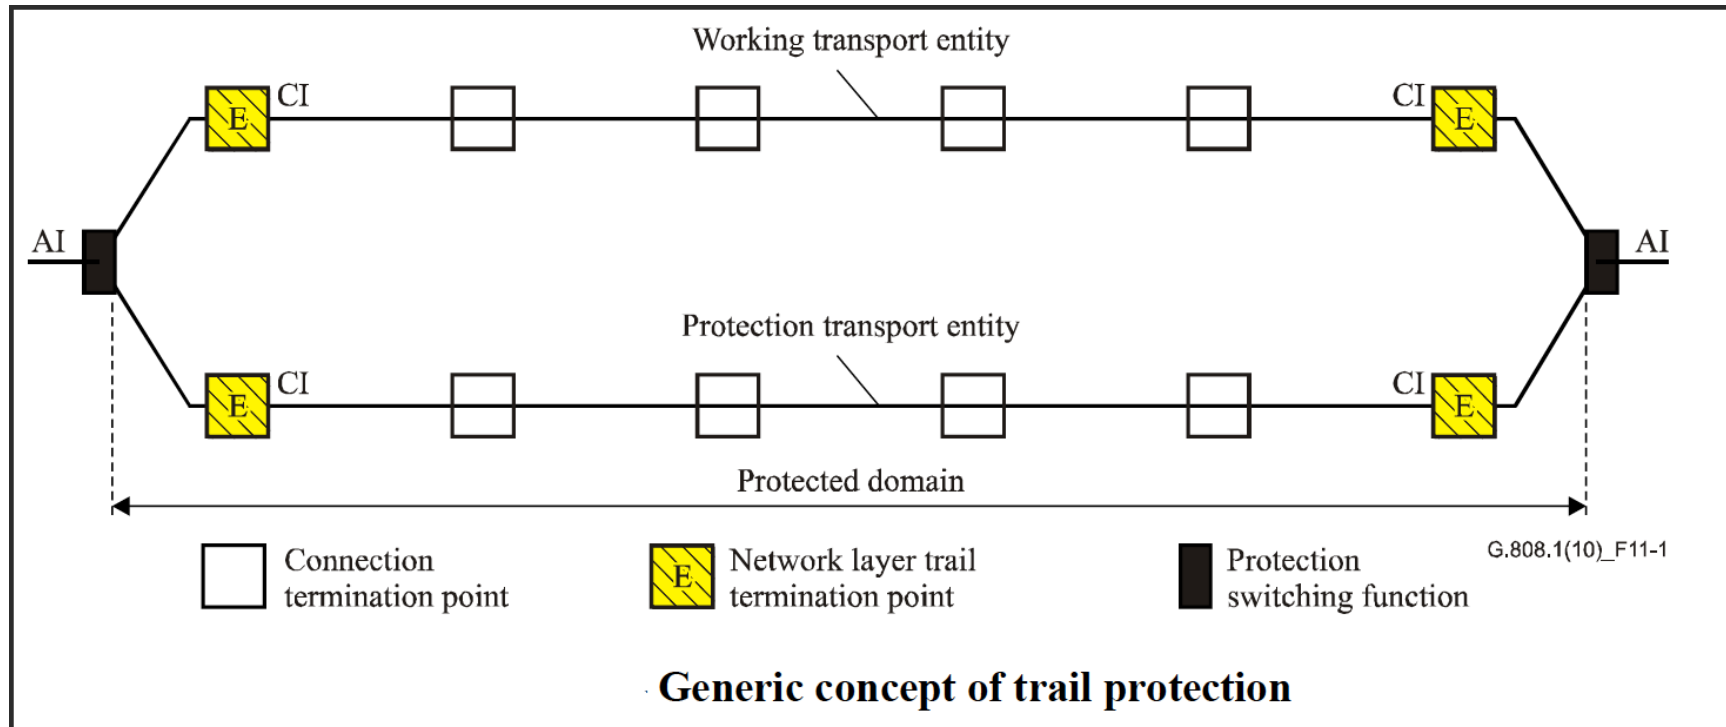 Working transport entity
E CI CI E
AI AI
Protection transport entity
E CI CI E
Protected domain
Connection
termination point
E
Network layer trail
termination point
Protection
switching function
G.808.1(10)_F11-1
Generic concept of trail protection